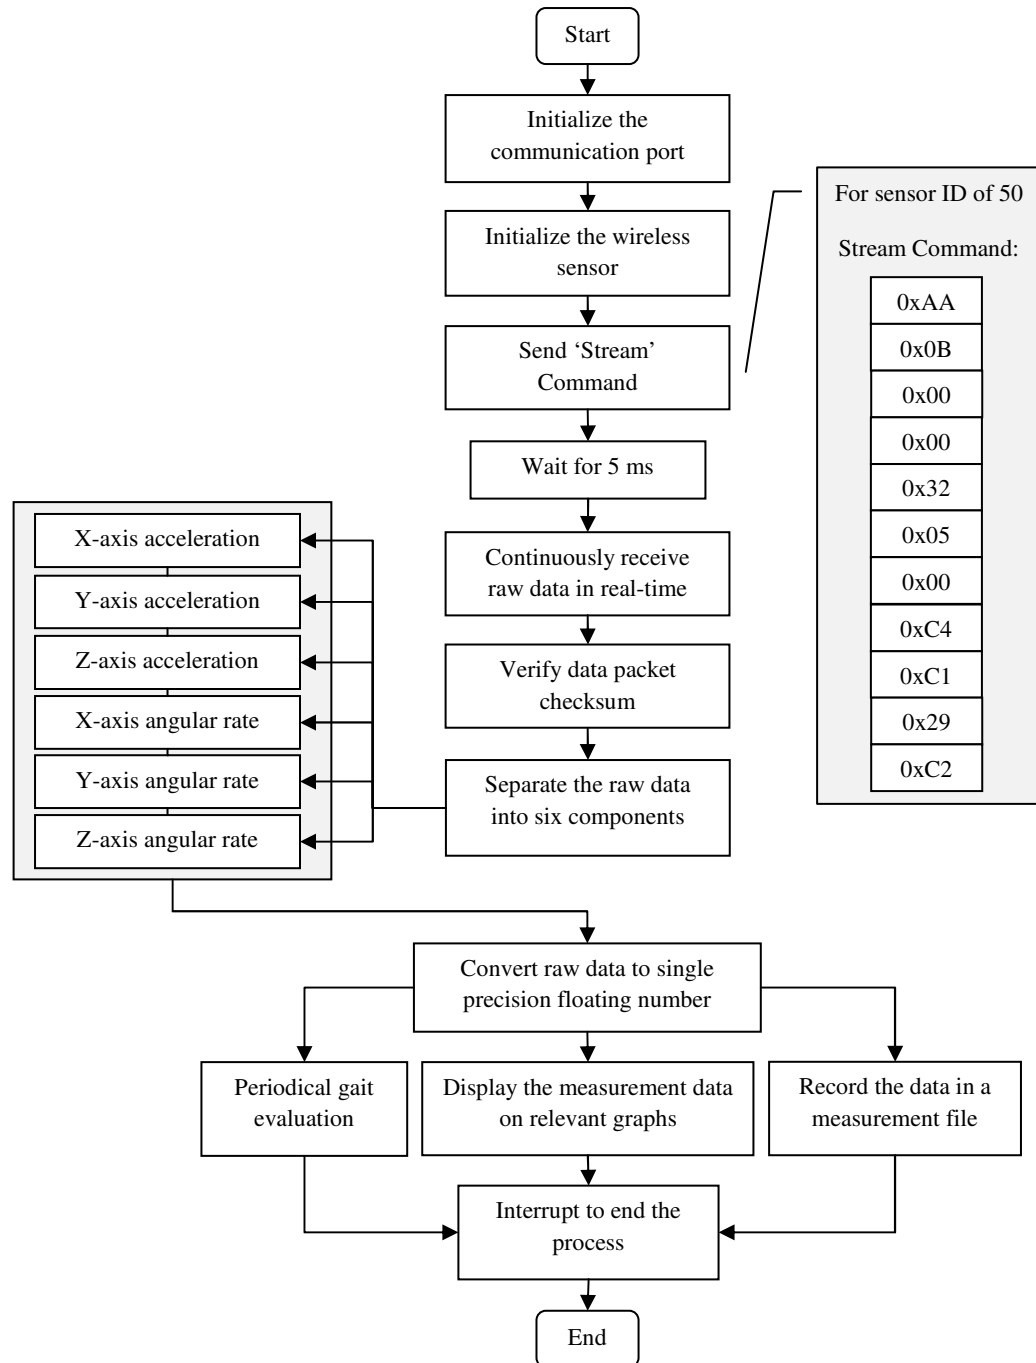 Start
Initialize the
communication port
Initialize the wireless
sensor
Send ‘Stream’
Command
Wait for 5 ms
Continuously receive
raw data in real-time
Verify data packet
checksum
Separate the raw data
into six components
For sensor ID of 50
Stream Command:
0xAA
0x0B
0x00
0x00
0x32
0x05
0x00
0xC4
0xC1
0x29
0xC2
X-axis acceleration
Y-axis acceleration
Z-axis acceleration
X-axis angular rate
Y-axis angular rate
Z-axis angular rate
Convert raw data to single
precision floating number
Periodical gait
evaluation
Display the measurement data
on relevant graphs
Record the data in a
measurement file
Interrupt to end the
process
End